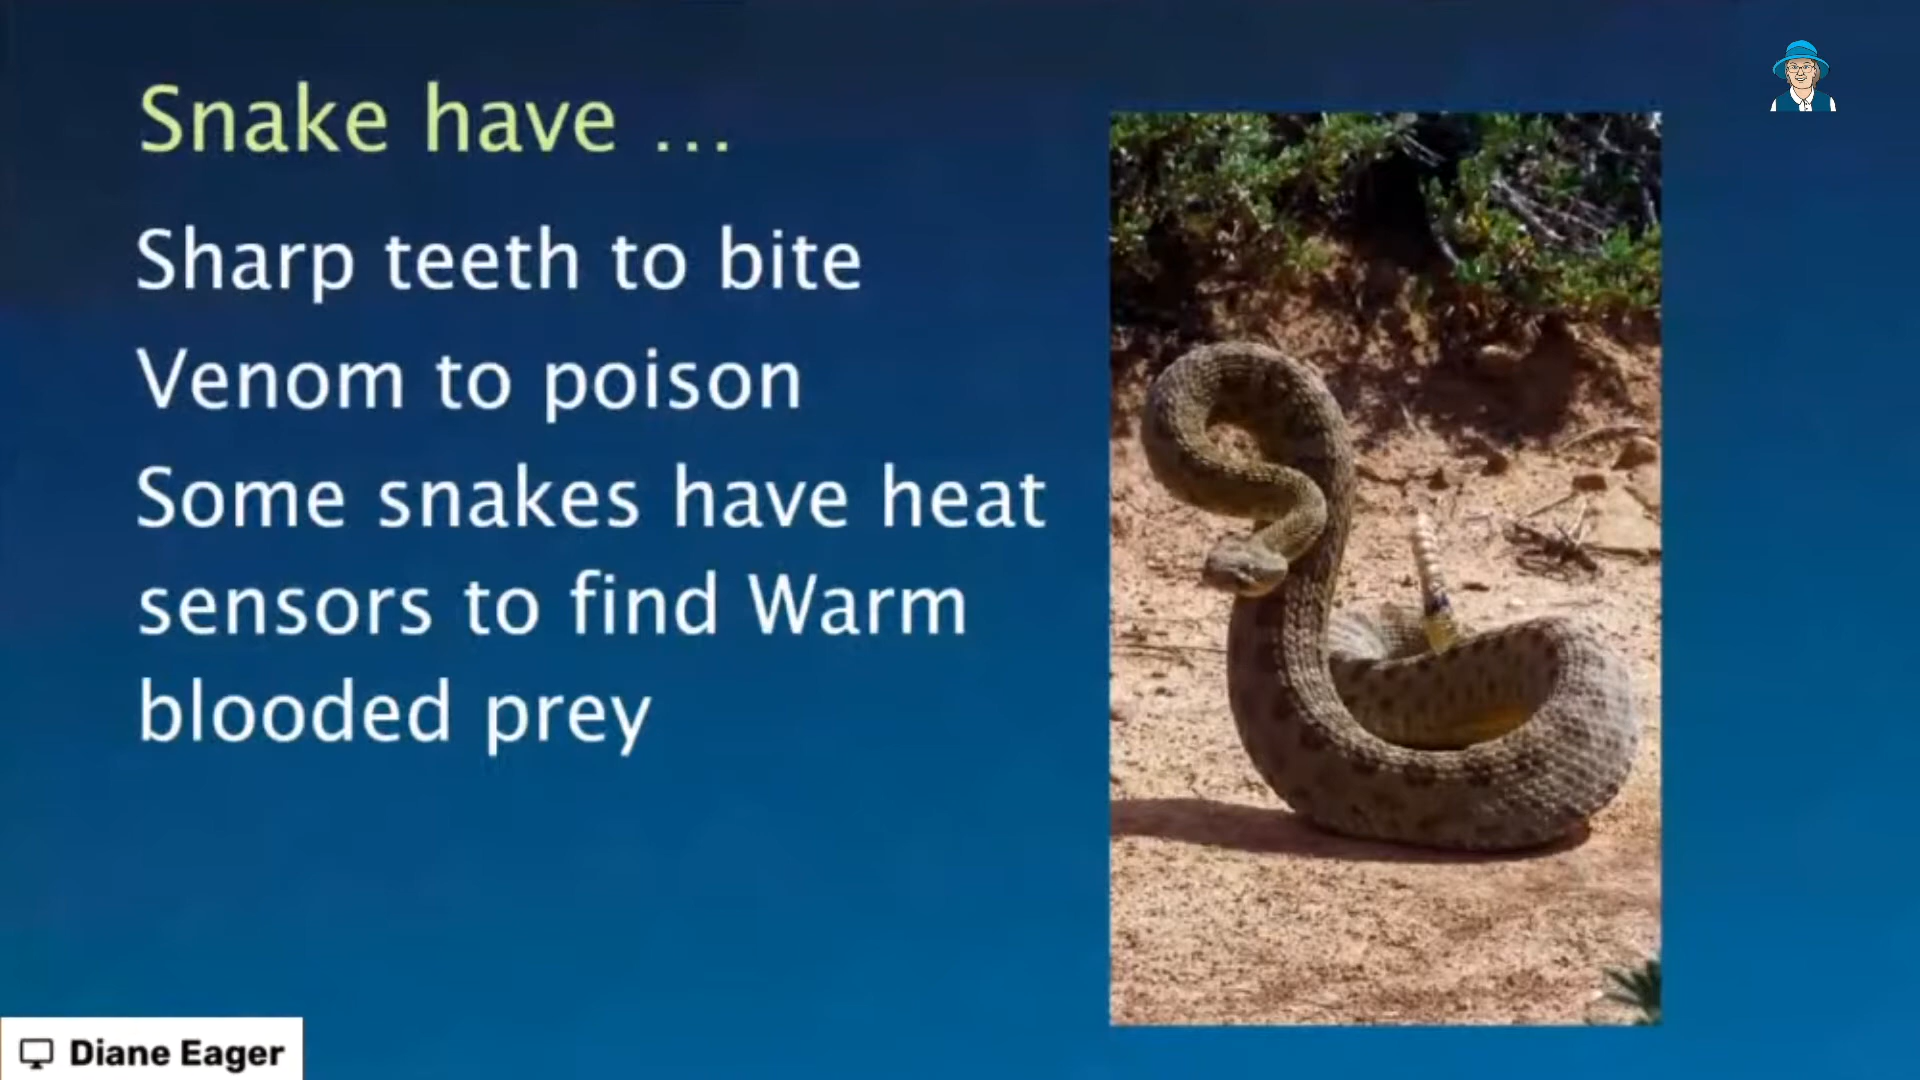 Snake have ...
Sharp teeth to bite
Venom to poison
Some snakes have heat
sensors to find Warm
blooded prey
Diane Eager